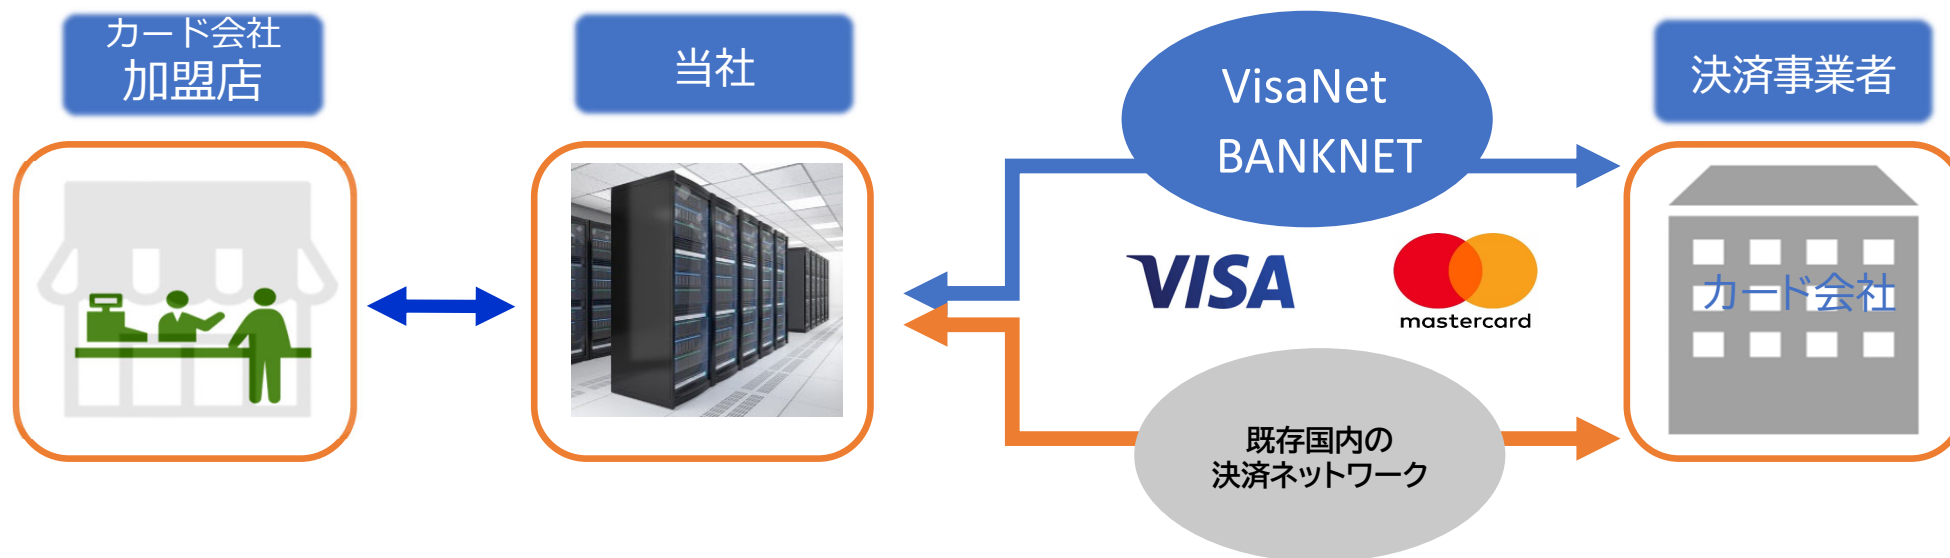 カード会社
加盟店
当社
VisaNet
BANKNET
決済事業者
VISA
mastercard
カード会社
既存国内の
決済ネットワーク